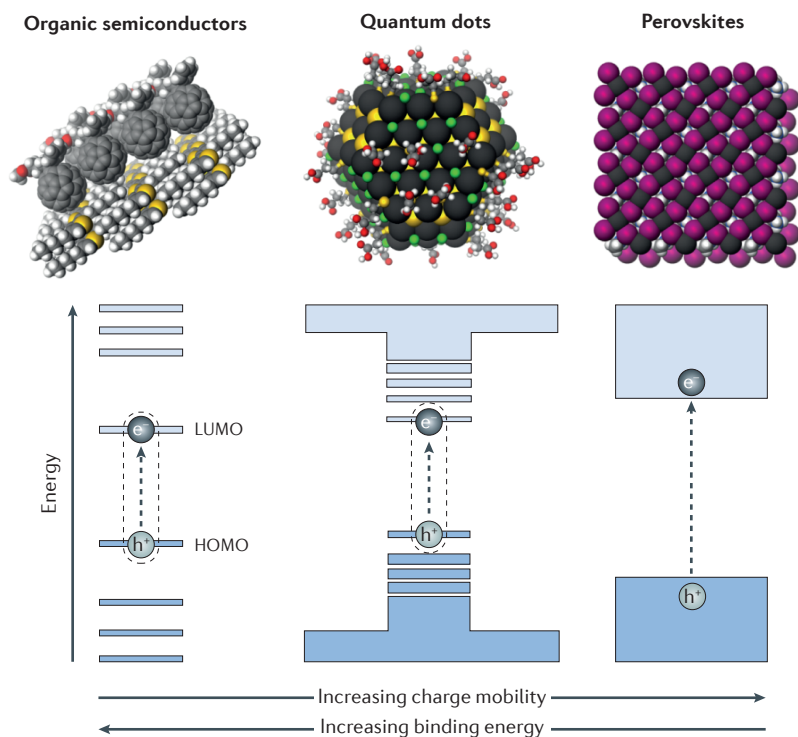 Organic semiconductors
Quantum dots
Perovskites
Energy
e⁻
LUMO
h⁺
HOMO
e⁻
h⁺
e⁻
h⁺
Increasing charge mobility
Increasing binding energy